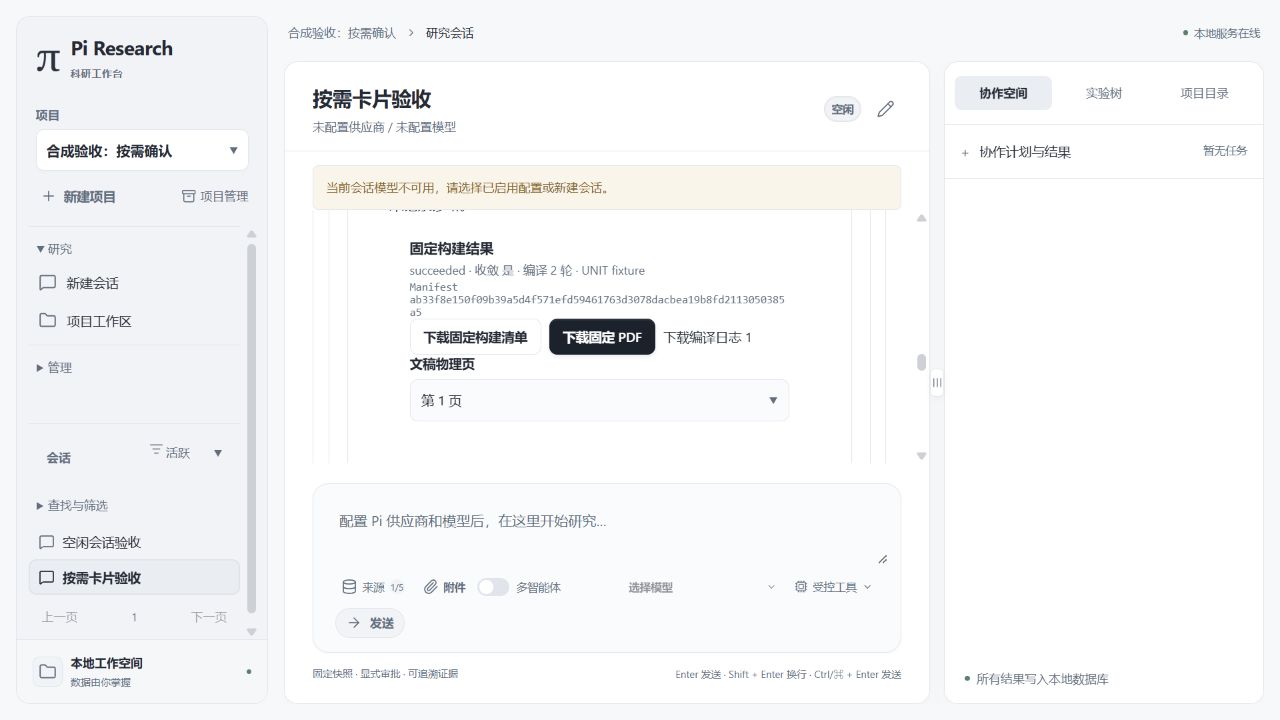 π Pi Research
科研工作台
项目
合成验收：按需确认
新建项目
项目管理
研究
新建会话
项目工作区
管理
会话
活跃
查找与筛选
空闲会话验收
按需卡片验收
上一页 1 下一页
本地工作空间
数据由你掌握
合成验收：按需确认 > 研究会话
本地服务在线
按需卡片验收
未配置供应商 / 未配置模型
空闲
当前会话模型不可用，请选择已启用配置或新建会话。
固定构建结果
succeeded · 收敛 是 · 编译 2 轮 · UNIT fixture
Manifest
ab33f8e150f09b39a5d4f571efd59461763d3078dacbea19b8fd2113050385
a5
下载固定构建清单 下载固定 PDF 下载编译日志 1
文稿物理页
第 1 页
配置 Pi 供应商和模型后，在这里开始研究...
来源 1/5 附件 多智能体 选择模型 受控工具
发送
固定快照 · 显式审批 · 可追溯证据
Enter 发送 · Shift + Enter 换行 · Ctrl/⌘ + Enter 发送
协作空间 实验树 项目目录
+ 协作计划与结果 暂无任务
所有结果写入本地数据库